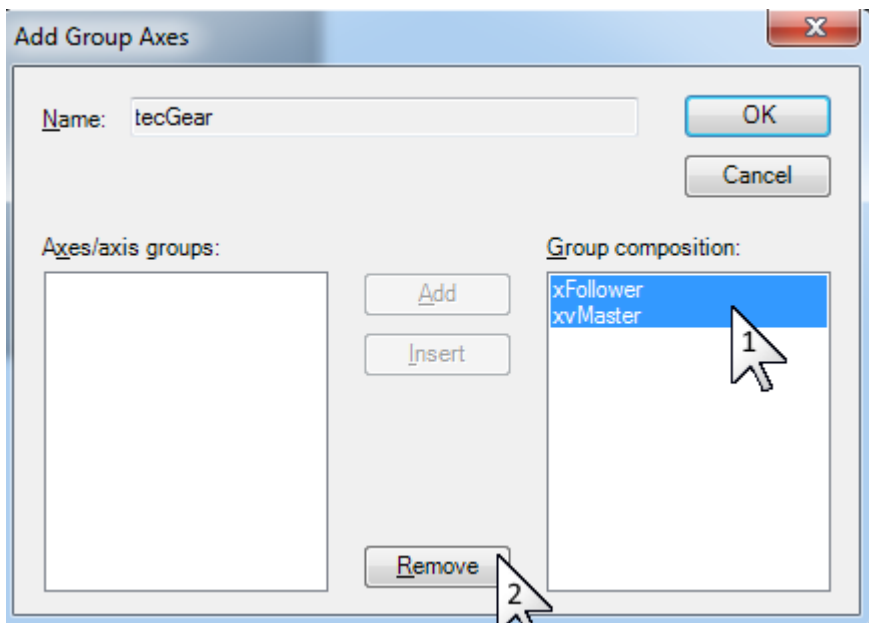 Add Group Axes
Name: tecGear
OK
Cancel
Axes/axis groups:
Group composition:
Add
xFollower
xvMaster
1
Insert
Remove
2